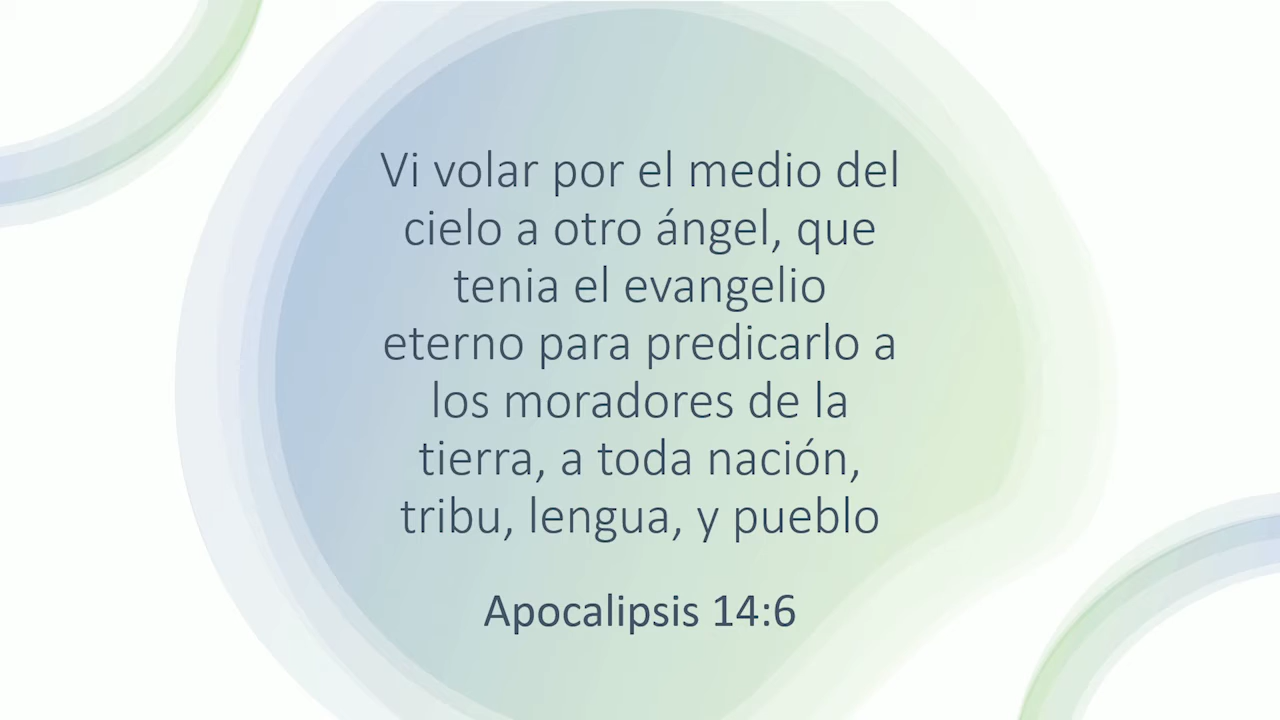 Vi volar por el medio del
cielo a otro ángel, que
tenia el evangelio
eterno para predicarlo a
los moradores de la
tierra, a toda nación,
tribu, lengua, y pueblo
Apocalipsis 14:6